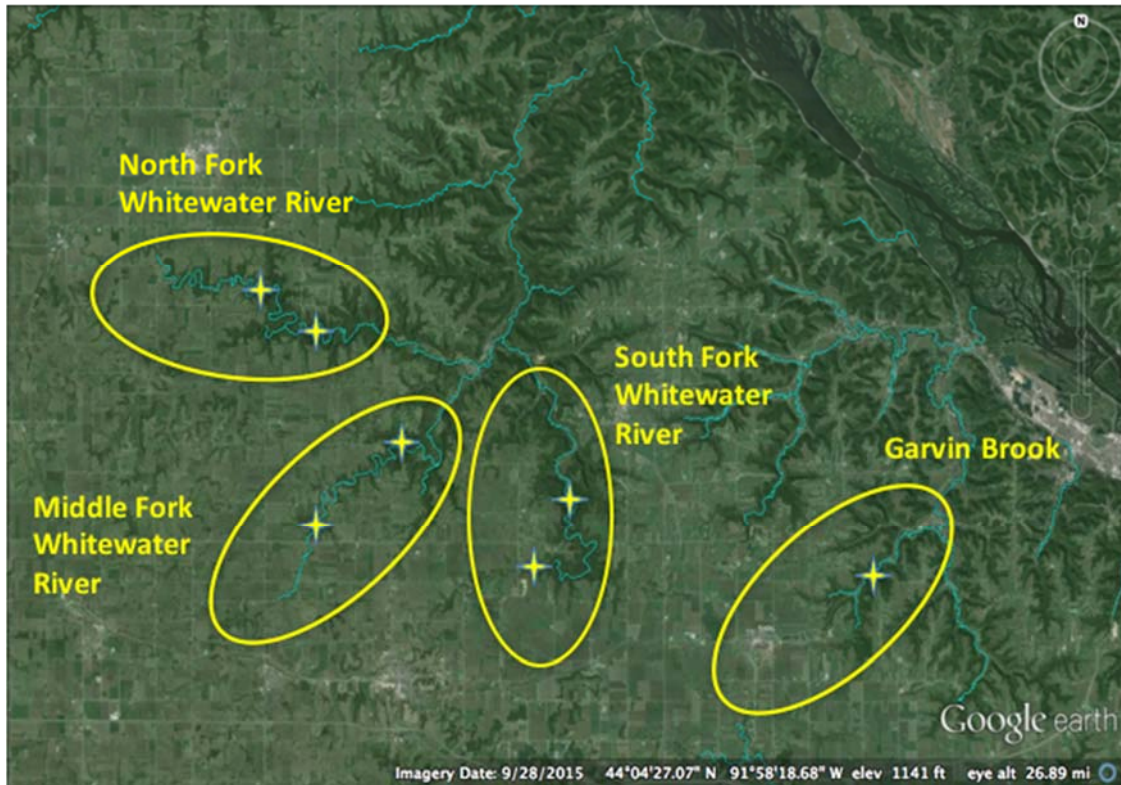 N
North Fork
Whitewater River
South Fork
Whitewater
River
Garvin Brook
Middle Fork
Whitewater
River
Google earth
Imagery Date: 9/28/2015 44°04'27.07" N 91°58'18.68" W elev 1141 ft eye alt 26.89 mi